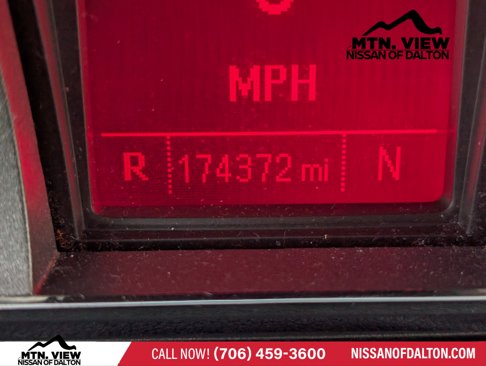 MTN. VIEW
NISSAN OF DALTON
0
MPH
R 174372 mi N
MTN. VIEW
NISSAN OF DALTON
CALL NOW! (706) 459-3600
NISSANOFDALTON.COM